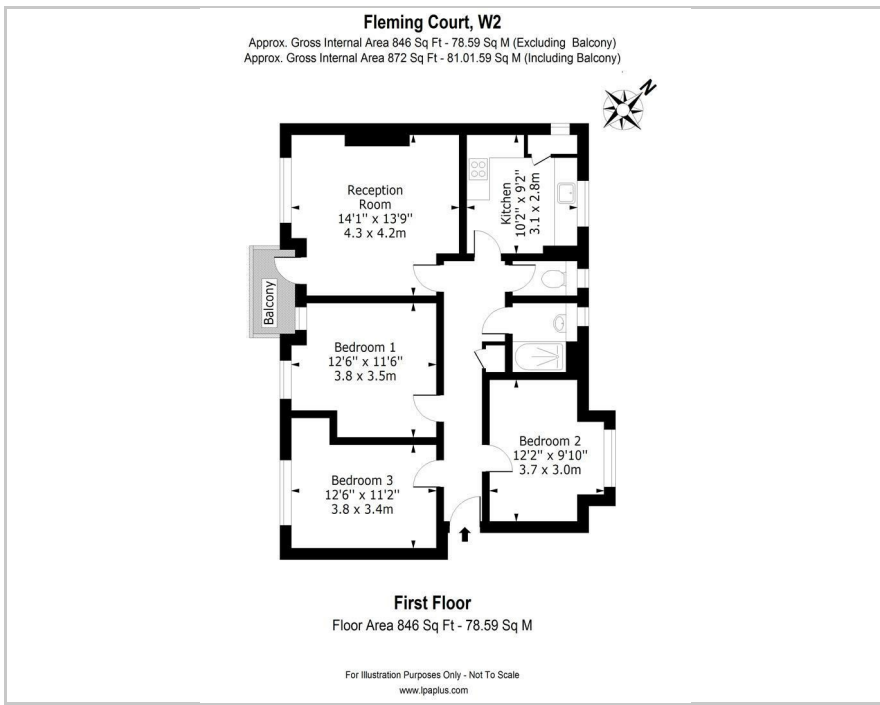 Fleming Court, W2
Approx. Gross Internal Area 846 Sq Ft - 78.59 Sq M (Excluding Balcony)
Approx. Gross Internal Area 872 Sq Ft - 81.01.59 Sq M (Including Balcony)
N
Reception
Room
14'1" x 13'9"
4.3 x 4.2m
Kitchen
10'2" x 9'2"
3.1 x 2.8m
Balcony
Bedroom 1
12'6" x 11'6"
3.8 x 3.5m
Bedroom 2
12'2" x 9'10"
3.7 x 3.0m
Bedroom 3
12'6" x 11'2"
3.8 x 3.4m
First Floor
Floor Area 846 Sq Ft - 78.59 Sq M
For Illustration Purposes Only - Not To Scale
www.lpaplus.com